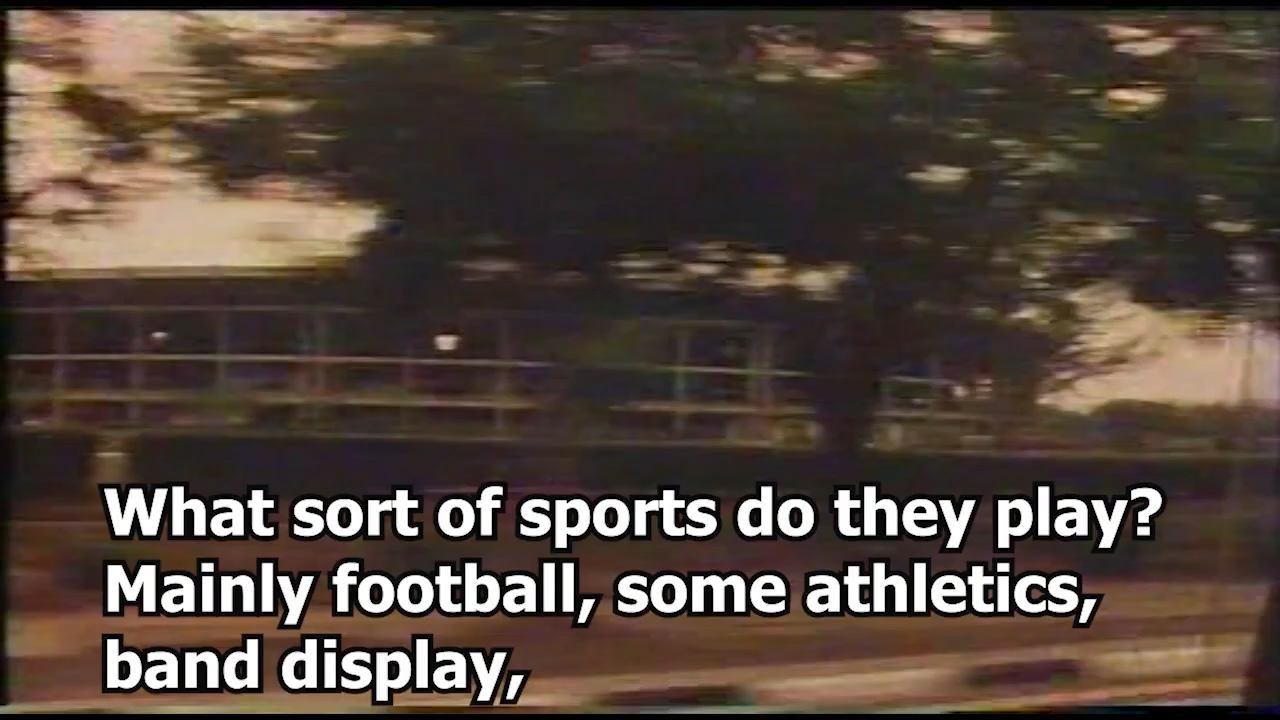 What sort of sports do they play?
Mainly football, some athletics,
band display,